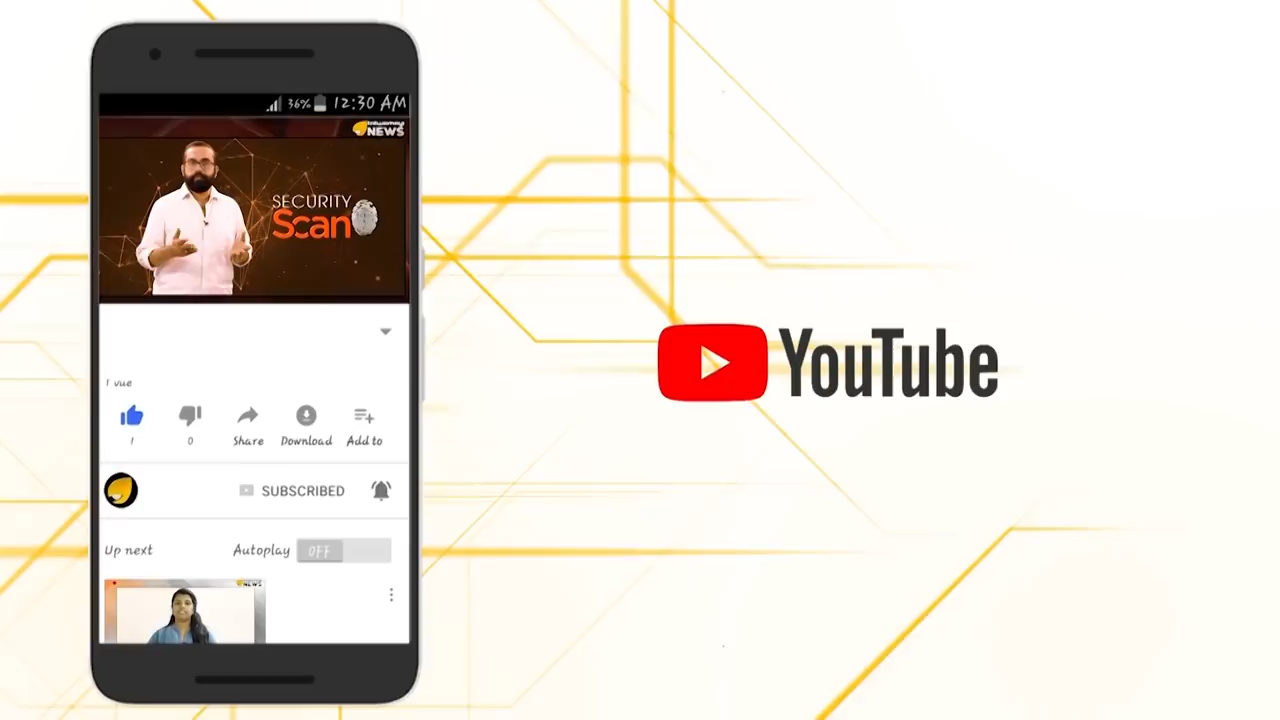 36% 12:30 AM
NEWS
SECURITY
Scan
1 vue
1 0 Share Download Add to
SUBSCRIBED
Up next Autoplay OFF
NEWS
YouTube